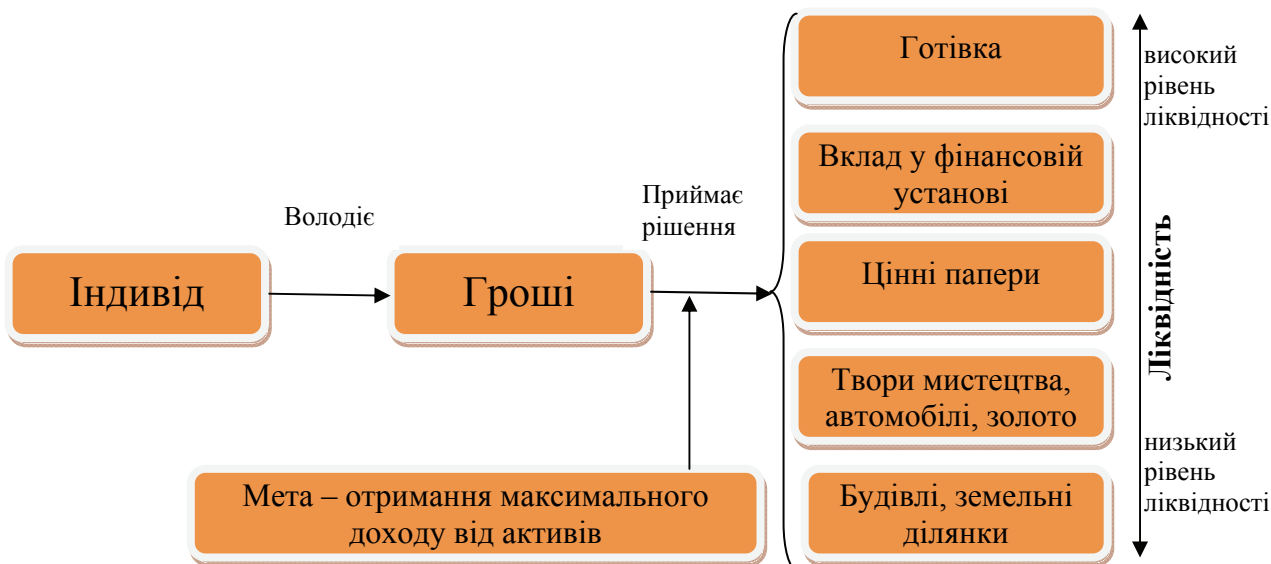 Індивід
Володіє
Гроші
Приймає
рішення
Мета – отримання максимального
доходу від активів
Готівка
Вклад у фінансовій
установі
Цінні папери
Твори мистецтва,
автомобілі, золото
Будівлі, земельні
ділянки
високий
рівень
ліквідності
Ліквідність
низький
рівень
ліквідності